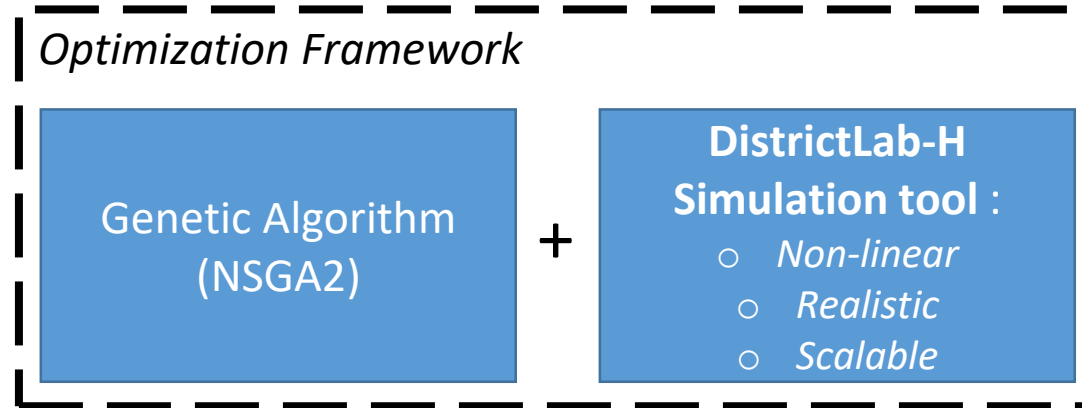 Optimization Framework
Genetic Algorithm
(NSGA2)
+
DistrictLab-H
Simulation tool :
o Non-linear
o Realistic
o Scalable